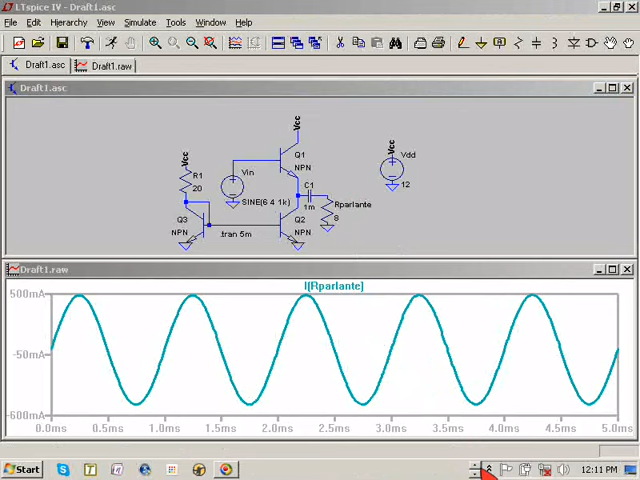 LTspice IV - Draft1.asc
File Edit Hierarchy View Simulate Tools Window Help
Draft1.asc Draft1.raw
Draft1.asc
Vcc
Vcc
Vcc
Q1
Vdd
R1
NPN
Vin
C1
20
12
Rparlante
SINE(6 4 1k)
1m
8
Q3
Q2
NPN
.tran 5m
NPN
Draft1.raw
I(Rparlante)
500mA
-50mA
-600mA
0.0ms 0.5ms 1.0ms 1.5ms 2.0ms 2.5ms 3.0ms 3.5ms 4.0ms 4.5ms 5.0ms
Start 12:11 PM